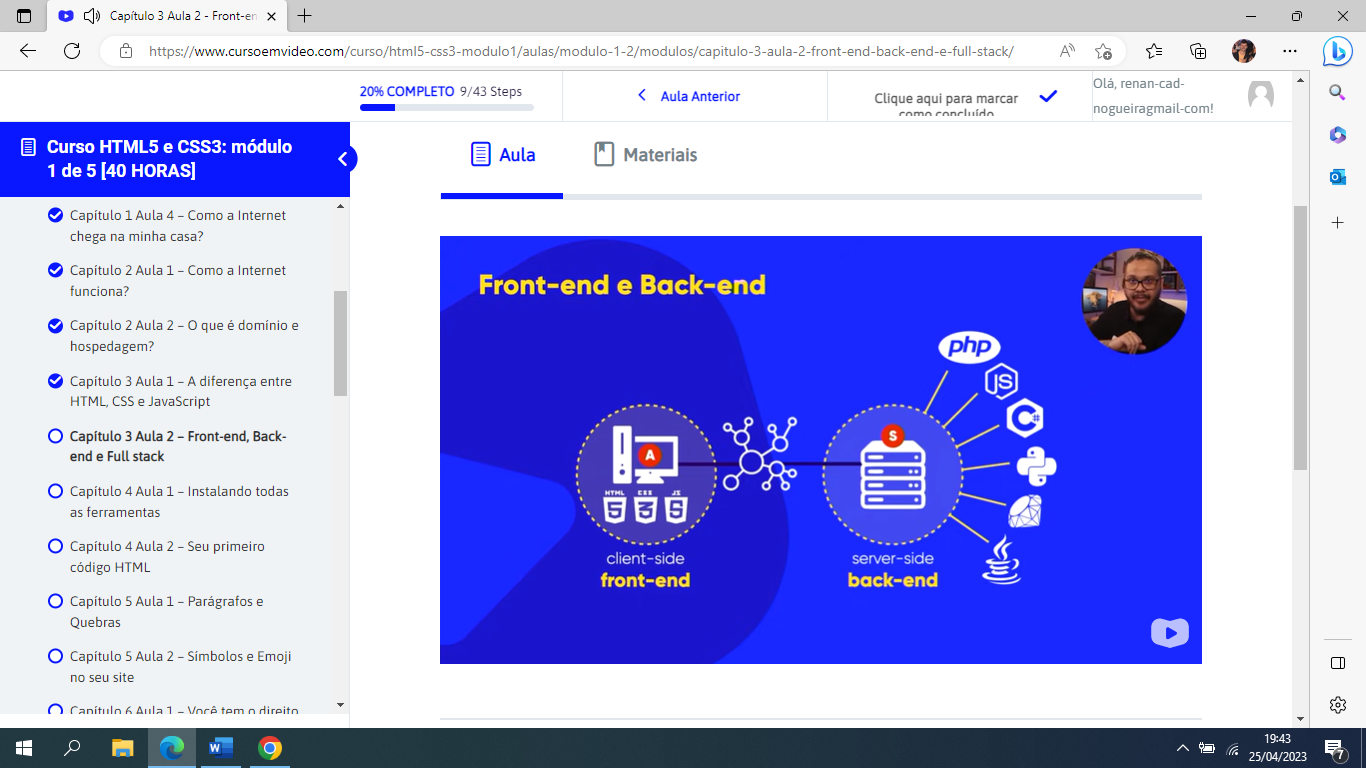 Capítulo 3 Aula 2 - Front-en
https://www.cursoemvideo.com/curso/html5-css3-modulo1/aulas/modulo-1-2/modulos/capitulo-3-aula-2-front-end-back-end-e-full-stack/
20% COMPLETO 9/43 Steps
Aula Anterior
Clique aqui para marcar
como concluído
Olá, renan-cad-
nogueiragmail-com!
Curso HTML5 e CSS3: módulo
1 de 5 [40 HORAS]
Capítulo 1 Aula 4 – Como a Internet
chega na minha casa?
Capítulo 2 Aula 1 – Como a Internet
funciona?
Capítulo 2 Aula 2 – O que é domínio e
hospedagem?
Capítulo 3 Aula 1 – A diferença entre
HTML, CSS e JavaScript
Capítulo 3 Aula 2 – Front-end, Back-
end e Full stack
Capítulo 4 Aula 1 – Instalando todas
as ferramentas
Capítulo 4 Aula 2 – Seu primeiro
código HTML
Capítulo 5 Aula 1 – Parágrafos e
Quebras
Capítulo 5 Aula 2 – Símbolos e Emoji
no seu site
Capítulo 6 Aula 1 – Você tem o direito
Aula
Materiais
Front-end e Back-end
php
JS
C#
A
S
HTML CSS JS
5 3 5
client-side
front-end
server-side
back-end
19:43
25/04/2023
7